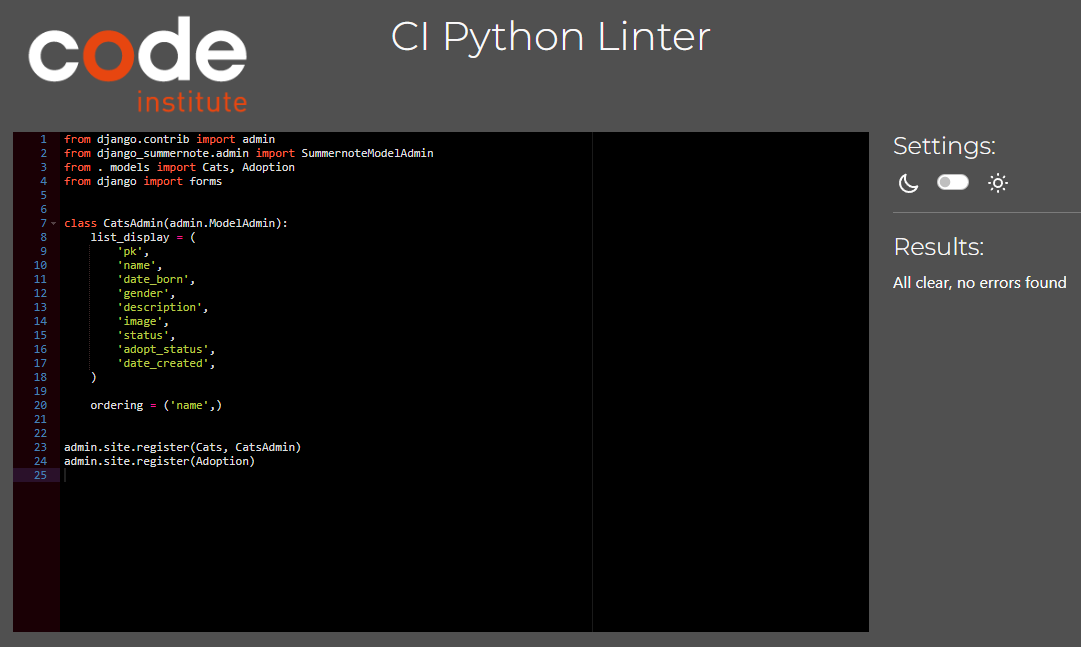 code
institute
CI Python Linter
1 from django.contrib import admin
2 from django_summernote.admin import SummernoteModelAdmin
3 from . models import Cats, Adoption
4 from django import forms
5
6
7 class CatsAdmin(admin.ModelAdmin):
8     list_display = (
9         'pk',
10         'name',
11         'date_born',
12         'gender',
13         'description',
14         'image',
15         'status',
16         'adopt_status',
17         'date_created',
18     )
19
20     ordering = ('name',)
21
22
23 admin.site.register(Cats, CatsAdmin)
24 admin.site.register(Adoption)
25
Settings:
Results:
All clear, no errors found